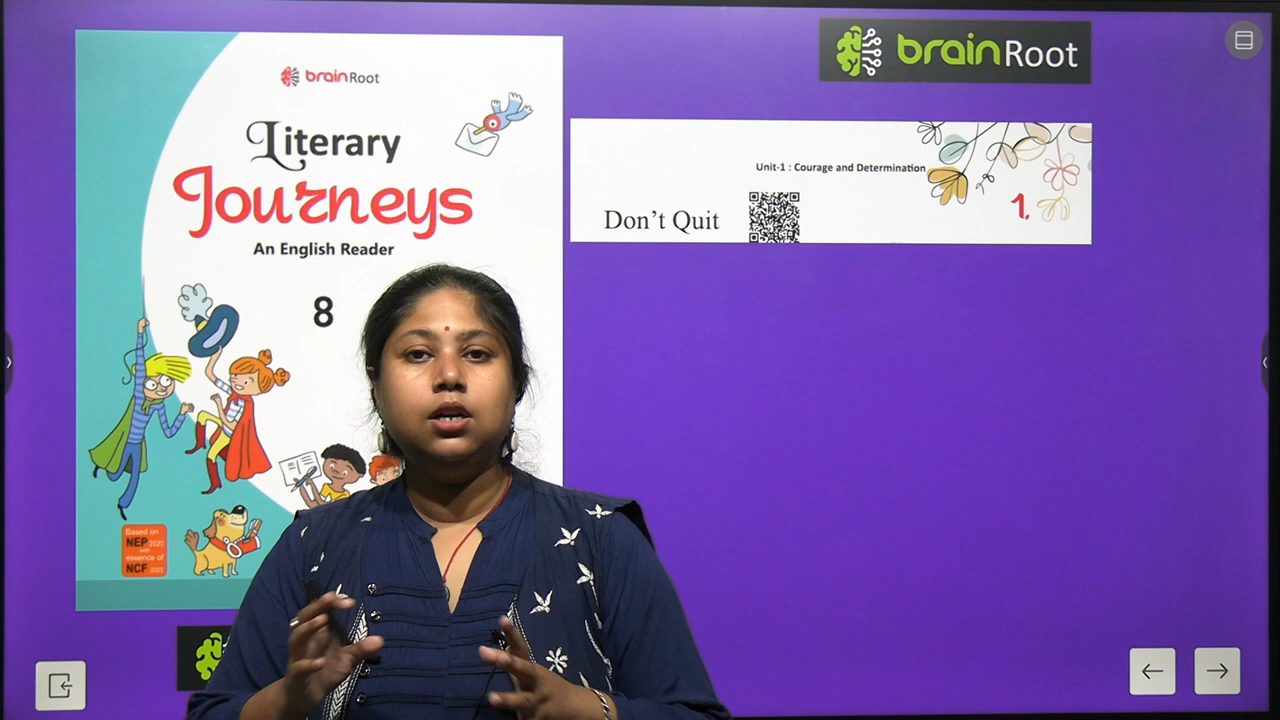 brainRoot
Literary
Journeys
An English Reader
8
Based on
NEP 2020
with
essence of
NCF 2023
brainRoot
Unit-1 : Courage and Determination
1.
Don't Quit